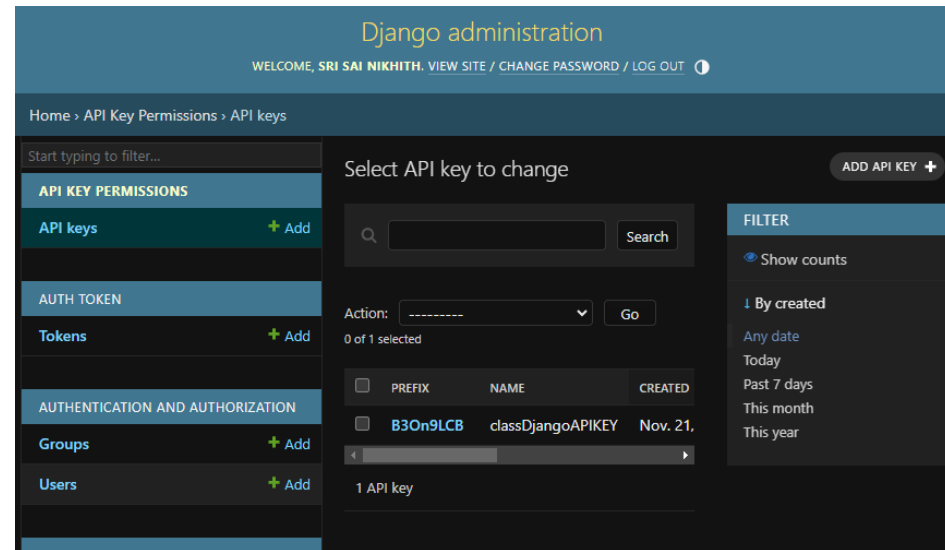 Django administration
WELCOME, SRI SAI NIKHITH. VIEW SITE / CHANGE PASSWORD / LOG OUT
Home › API Key Permissions › API keys
Start typing to filter...
API KEY PERMISSIONS
API keys + Add
AUTH TOKEN
Tokens + Add
AUTHENTICATION AND AUTHORIZATION
Groups + Add
Users + Add
Select API key to change
ADD API KEY +
Search
Action: --------- Go
0 of 1 selected
PREFIX NAME CREATED
B3On9LCB classDjangoAPIKEY Nov. 21,
1 API key
FILTER
Show counts
↓ By created
Any date
Today
Past 7 days
This month
This year